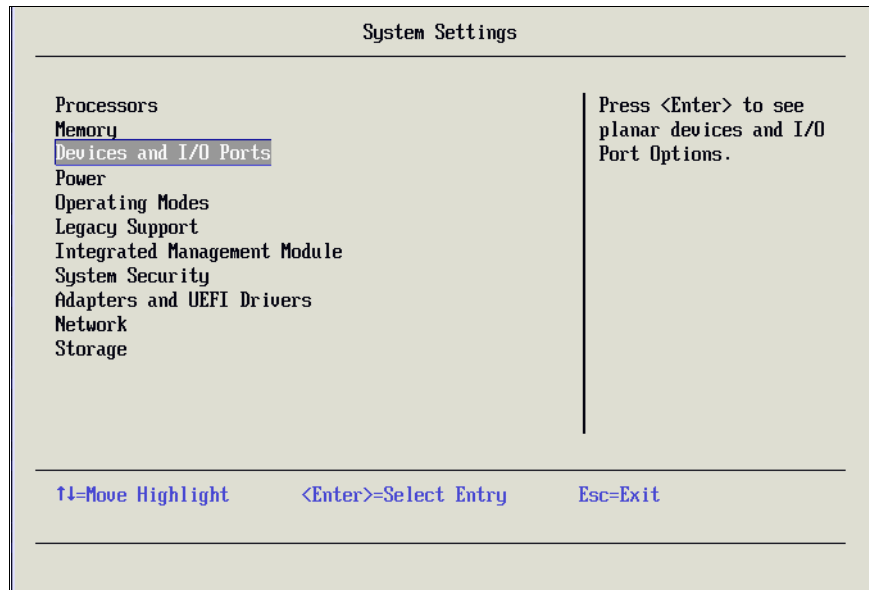 System Settings
Processors
Memory
Devices and I/O Ports
Power
Operating Modes
Legacy Support
Integrated Management Module
System Security
Adapters and UEFI Drivers
Network
Storage
Press <Enter> to see
planar devices and I/O
Port Options.
↑↓=Move Highlight <Enter>=Select Entry Esc=Exit